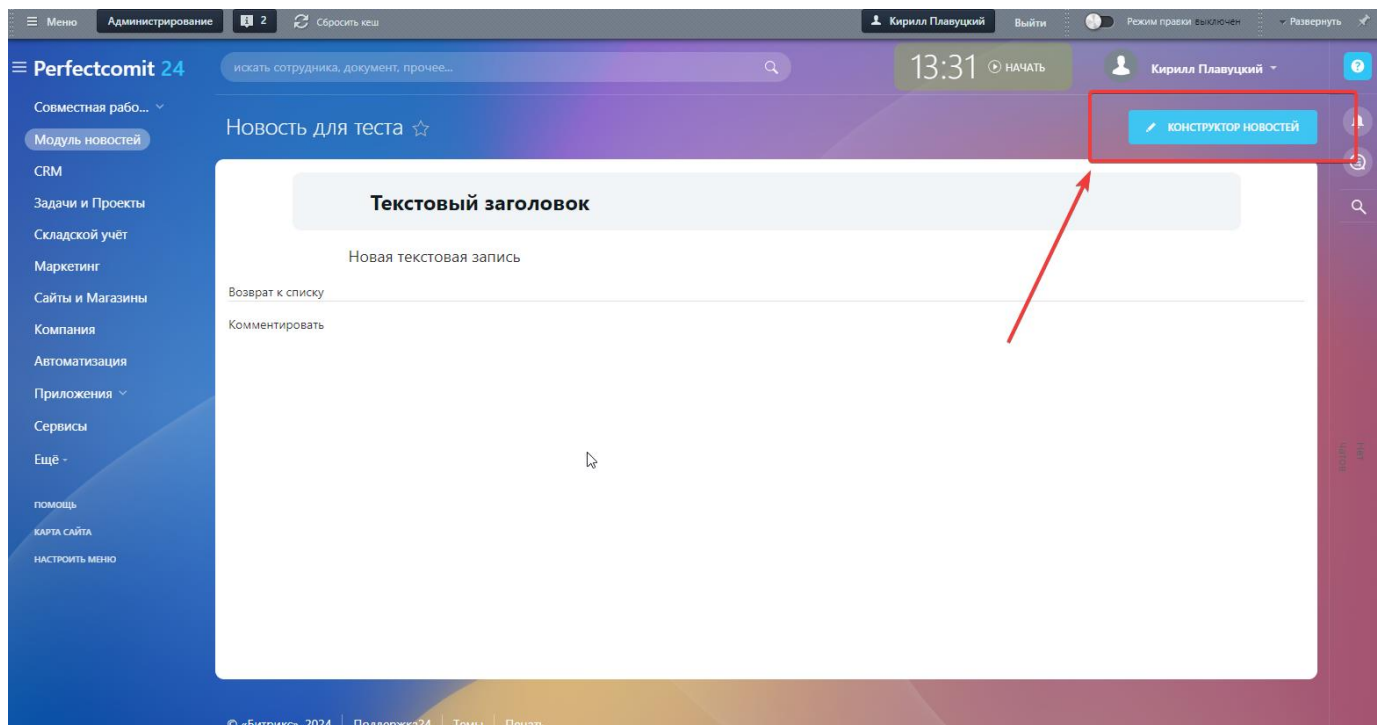 Меню Администрирование 2 Сбросить кеш Кирилл Плавуцкий Выйти Режим правки выключен Развернуть
Perfectcomit 24 искать сотрудника, документ, прочее... 13:31 НАЧАТЬ Кирилл Плавуцкий ?
Совместная рабо...
Модуль новостей
CRM
Задачи и Проекты
Складской учёт
Маркетинг
Сайты и Магазины
Компания
Автоматизация
Приложения
Сервисы
Ещё -
ПОМОЩЬ
КАРТА САЙТА
НАСТРОИТЬ МЕНЮ
Новость для теста
КОНСТРУКТОР НОВОСТЕЙ
Текстовый заголовок
Новая текстовая запись
Возврат к списку
Комментировать
© «Битрикс», 2024 Поддержка24 Темы Печать